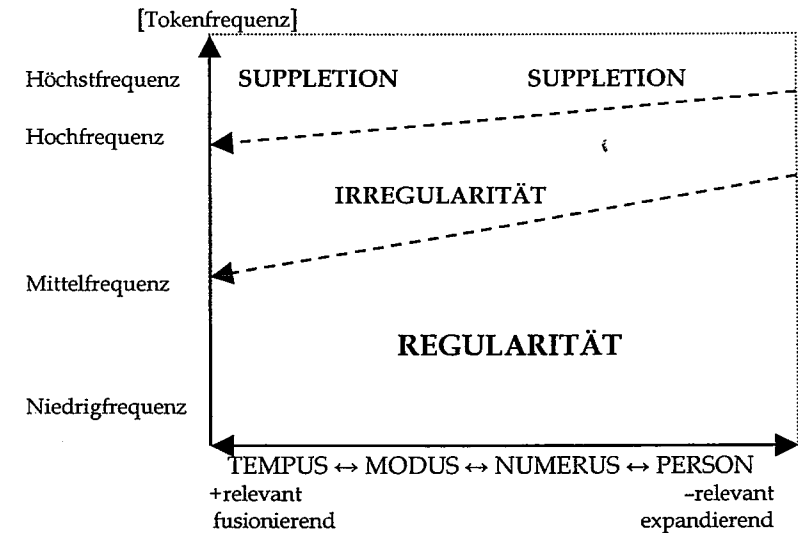 [Tokenfrequenz]
Höchstfrequenz SUPPLETION SUPPLETION
Hochfrequenz
IRREGULARITÄT
Mittelfrequenz
REGULARITÄT
Niedrigfrequenz
TEMPUS ↔ MODUS ↔ NUMERUS ↔ PERSON
+relevant –relevant
fusionierend expandierend